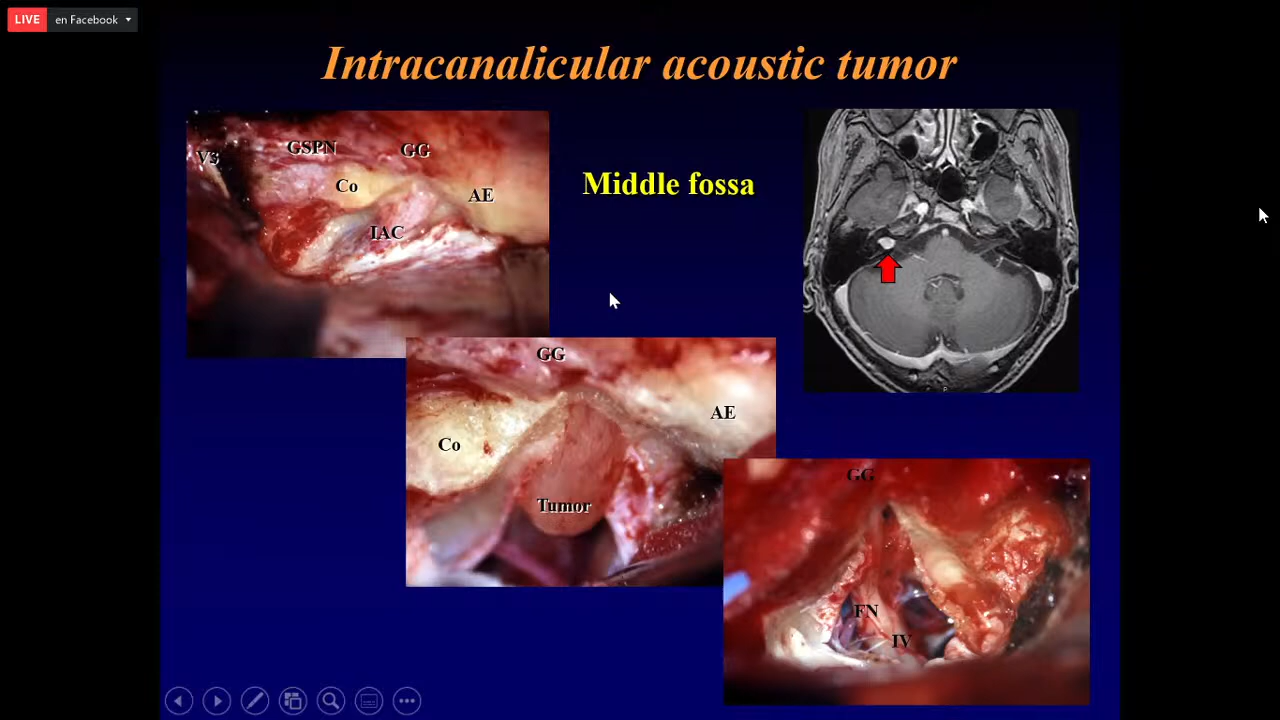 LIVE en Facebook
Intracanalicular acoustic tumor
V3
GSPN
GG
Co
AE
IAC
Middle fossa
GG
AE
Co
Tumor
GG
FN
IV
P